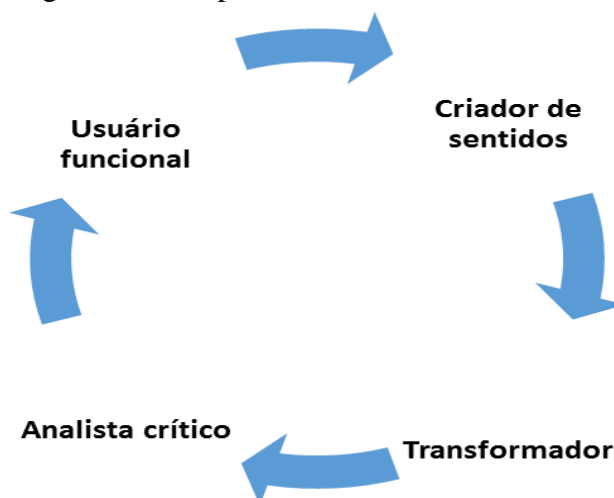 Usuário
funcional
Criador de
sentidos
Analista crítico
Transformador